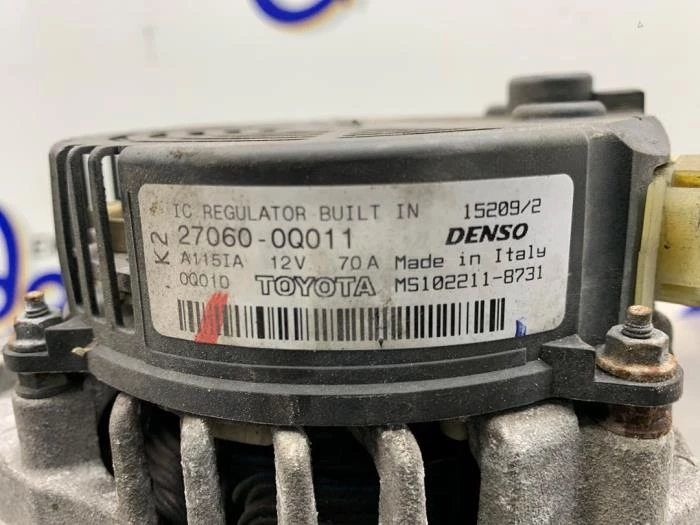 IC REGULATOR BUILT IN 15209/2
K2 27060-0Q011 DENSO
A115IA 12V 70A Made in Italy
0Q010 TOYOTA MS102211-8731